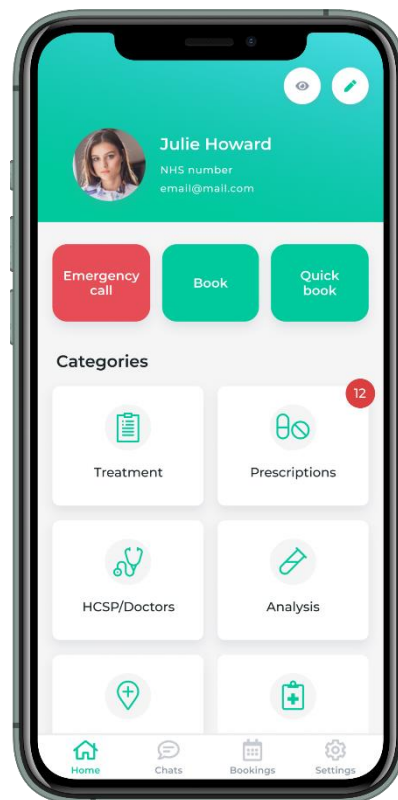 Julie Howard
NHS number
email@mail.com
Emergency
call
Book
Quick
book
Categories
12
Treatment
Prescriptions
HCSP/Doctors
Analysis
Home
Chats
Bookings
Settings